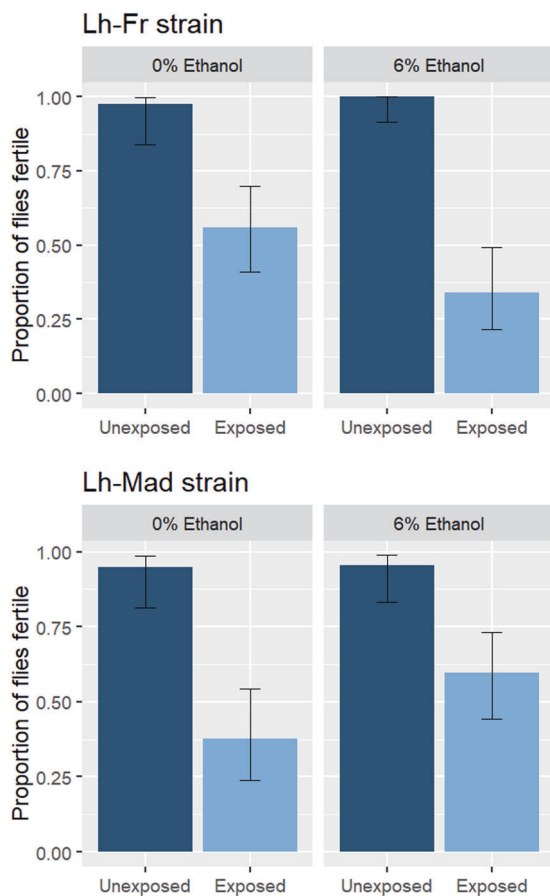 Lh-Fr strain
0% Ethanol 6% Ethanol
Proportion of flies fertile
1.00
0.75
0.50
0.25
0.00
Unexposed Exposed Unexposed Exposed
Lh-Mad strain
0% Ethanol 6% Ethanol
Proportion of flies fertile
1.00
0.75
0.50
0.25
0.00
Unexposed Exposed Unexposed Exposed